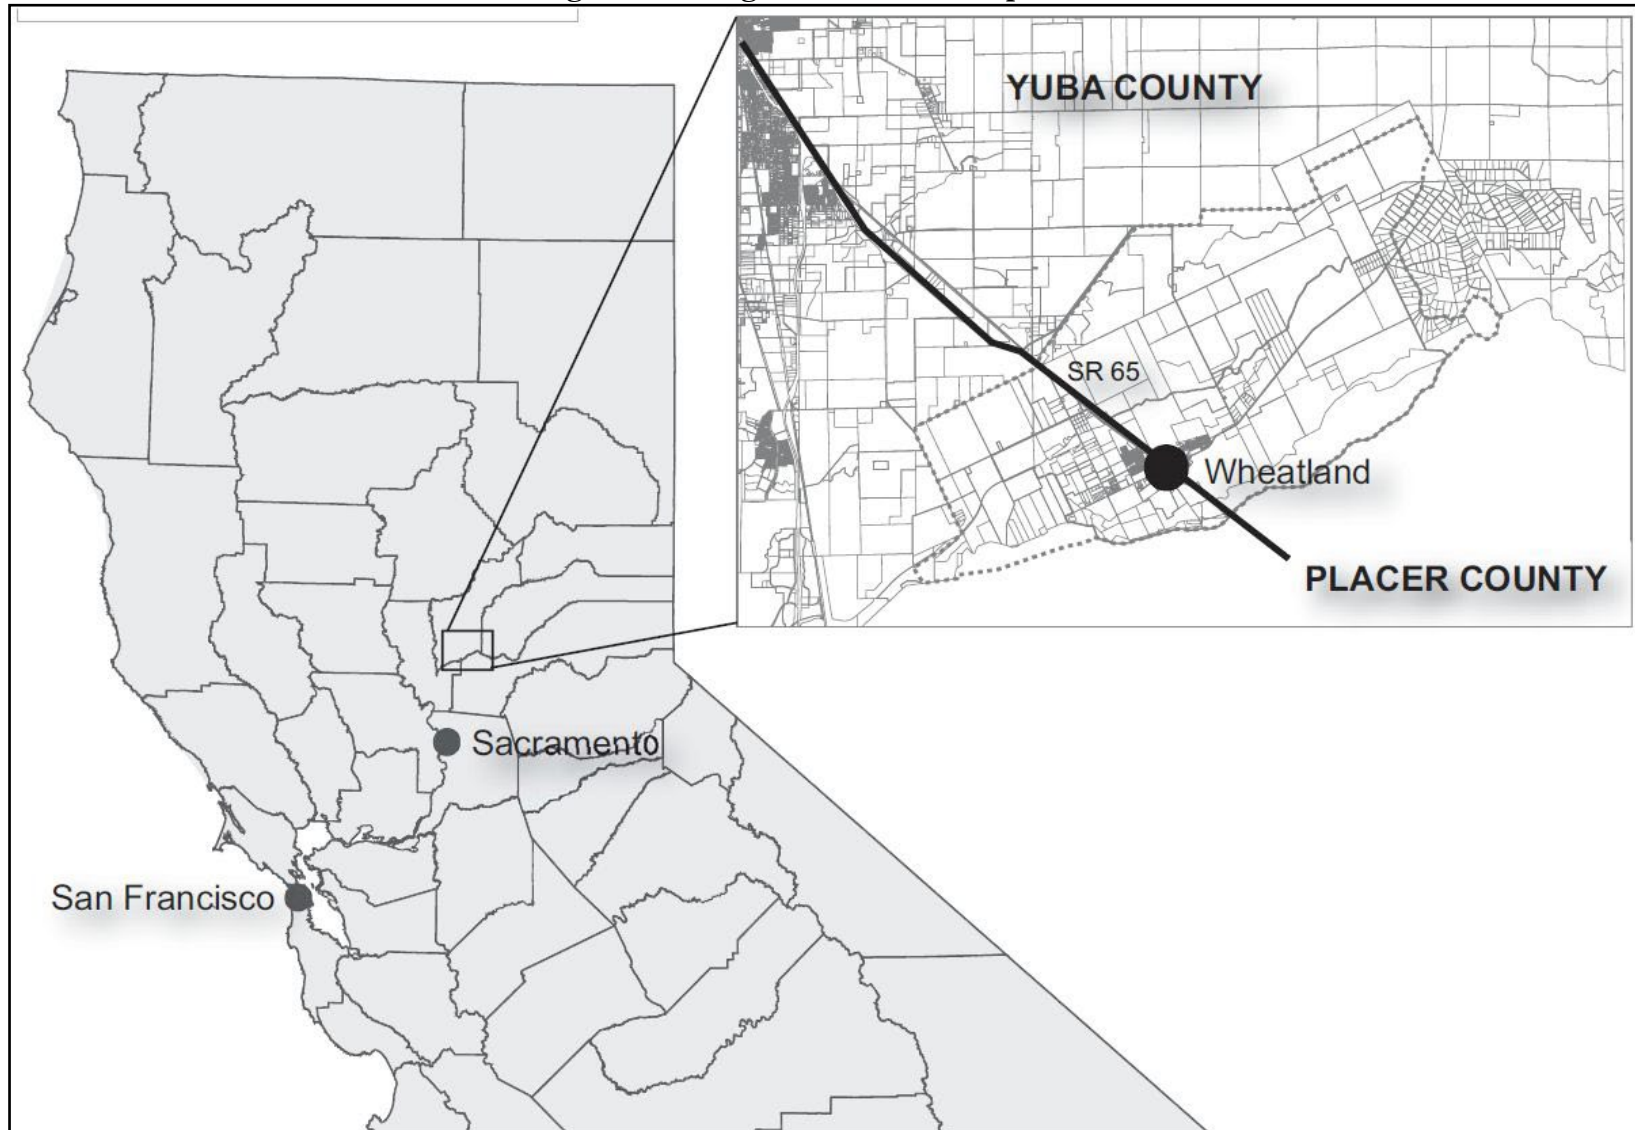 YUBA COUNTY
SR 65
Wheatland
PLACER COUNTY
Sacramento
San Francisco